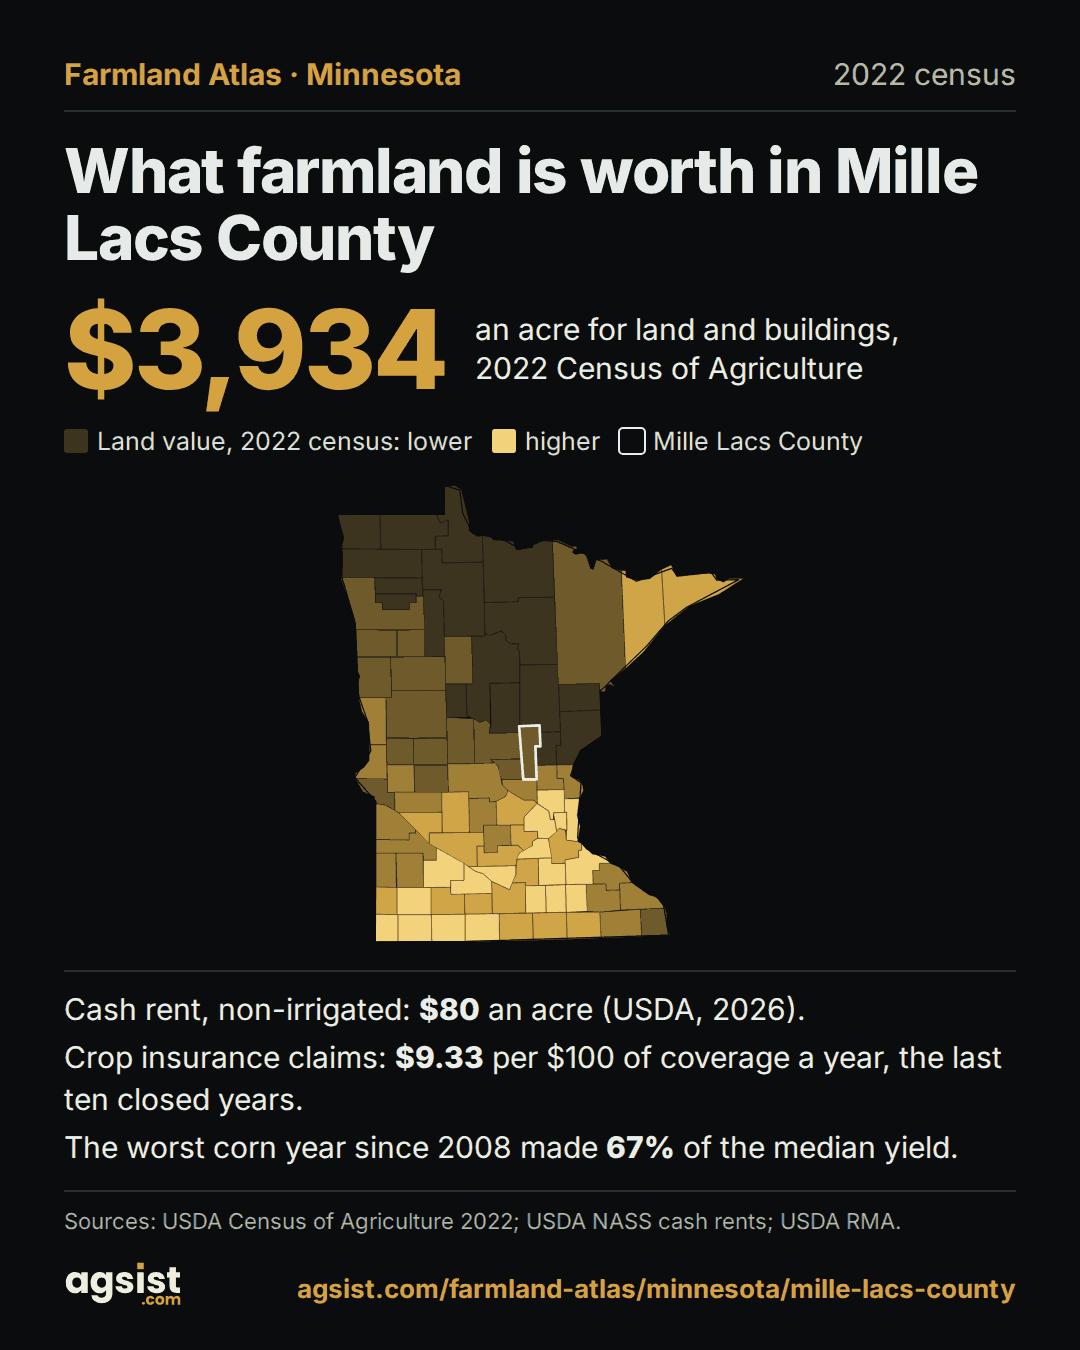 Farmland Atlas · Minnesota
2022 census
What farmland is worth in Mille
Lacs County
$3,934
an acre for land and buildings,
2022 Census of Agriculture
Land value, 2022 census: lower
higher
Mille Lacs County
Cash rent, non-irrigated: $80 an acre (USDA, 2026).
Crop insurance claims: $9.33 per $100 of coverage a year, the last
ten closed years.
The worst corn year since 2008 made 67% of the median yield.
Sources: USDA Census of Agriculture 2022; USDA NASS cash rents; USDA RMA.
agsist
.com
agsist.com/farmland-atlas/minnesota/mille-lacs-county